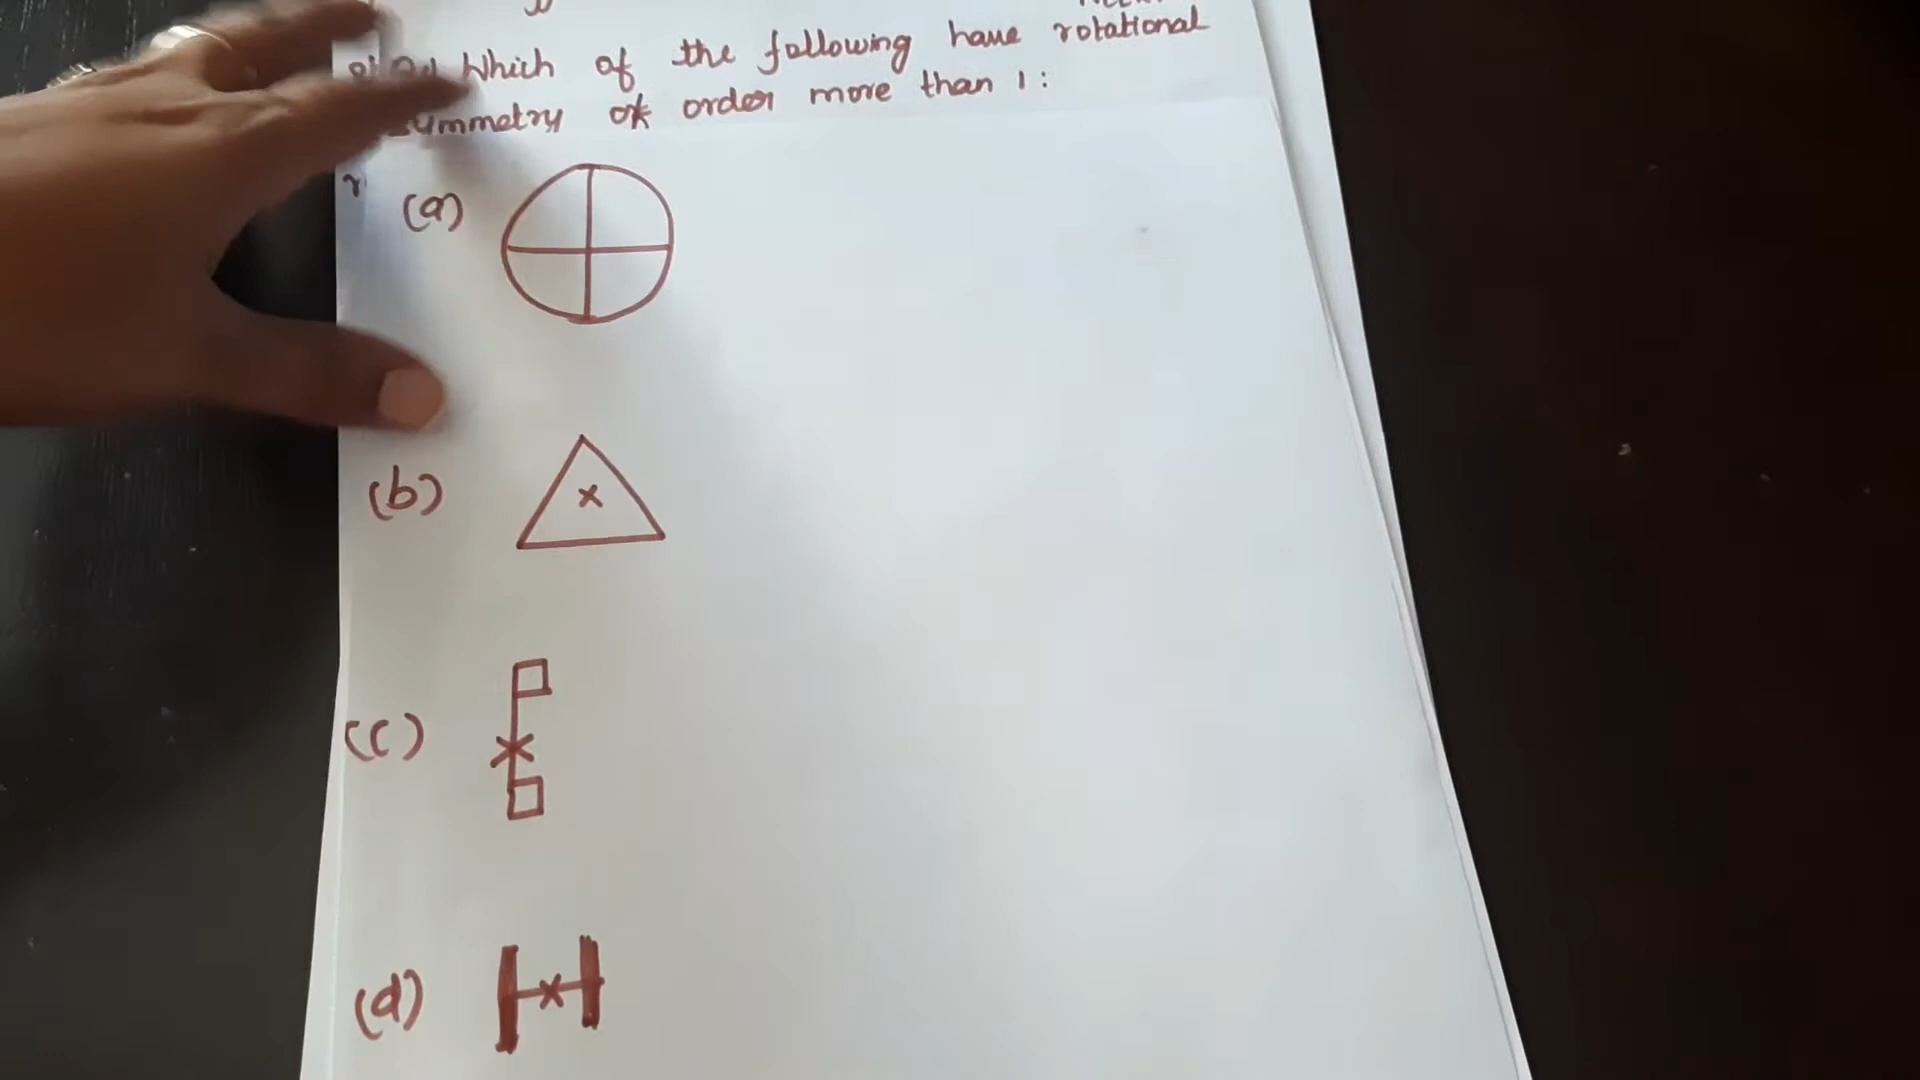 Which of the following have rotational
symmetry of order more than 1:
(a)
(b)
(c)
(d)